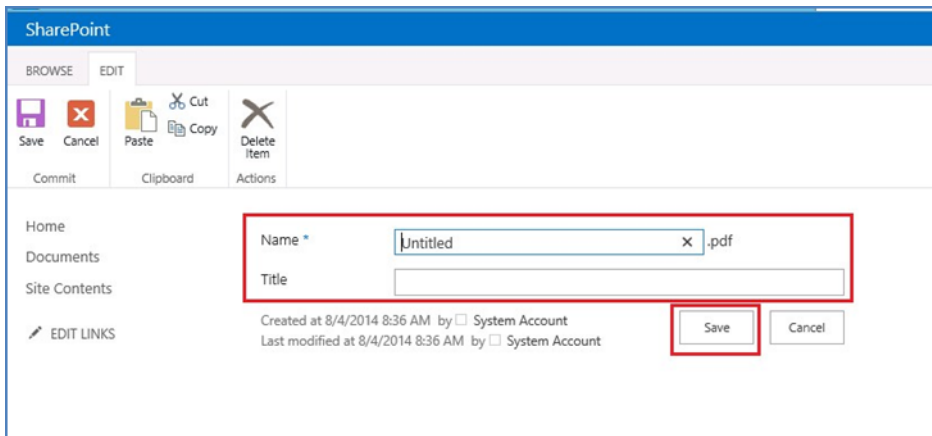 SharePoint
BROWSE EDIT
Save Cancel Paste Cut Copy Delete Item
Commit Clipboard Actions
Home
Documents
Site Contents
EDIT LINKS
Name * Untitled × .pdf
Title
Created at 8/4/2014 8:36 AM by System Account
Last modified at 8/4/2014 8:36 AM by System Account
Save Cancel